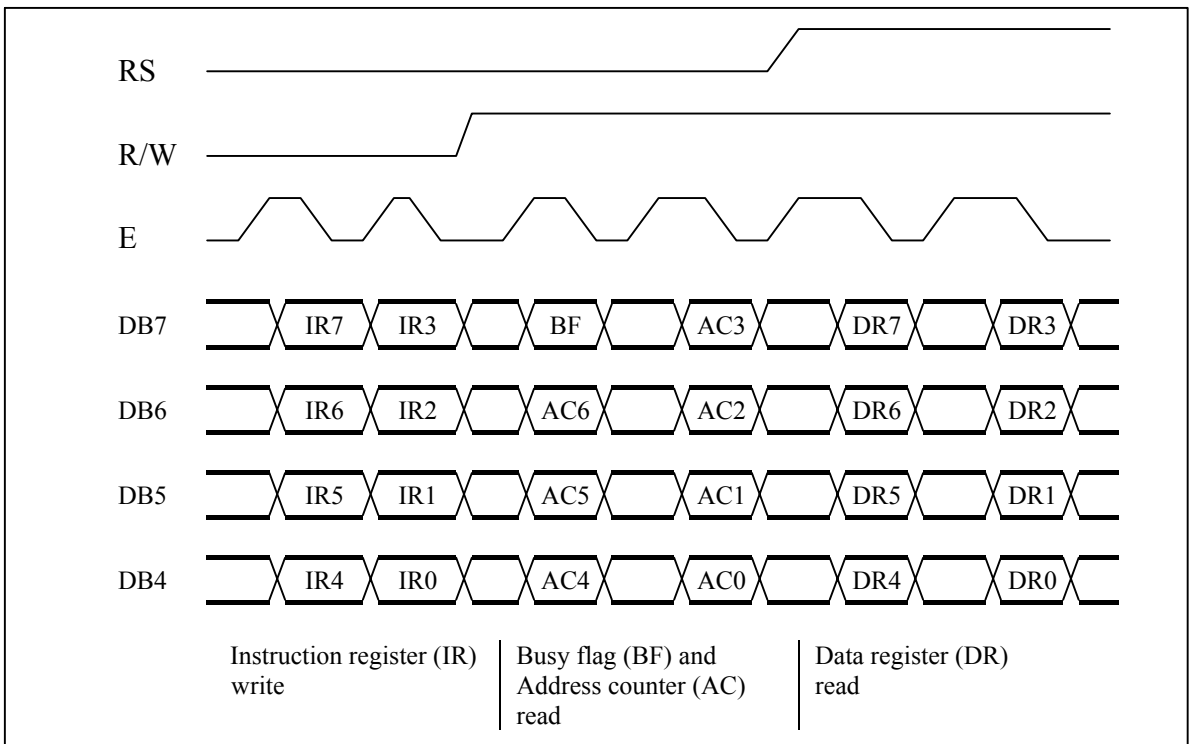 RS
R/W
E
DB7 IR7 IR3 BF AC3 DR7 DR3
DB6 IR6 IR2 AC6 AC2 DR6 DR2
DB5 IR5 IR1 AC5 AC1 DR5 DR1
DB4 IR4 IR0 AC4 AC0 DR4 DR0
Instruction register (IR)
write
Busy flag (BF) and
Address counter (AC)
read
Data register (DR)
read